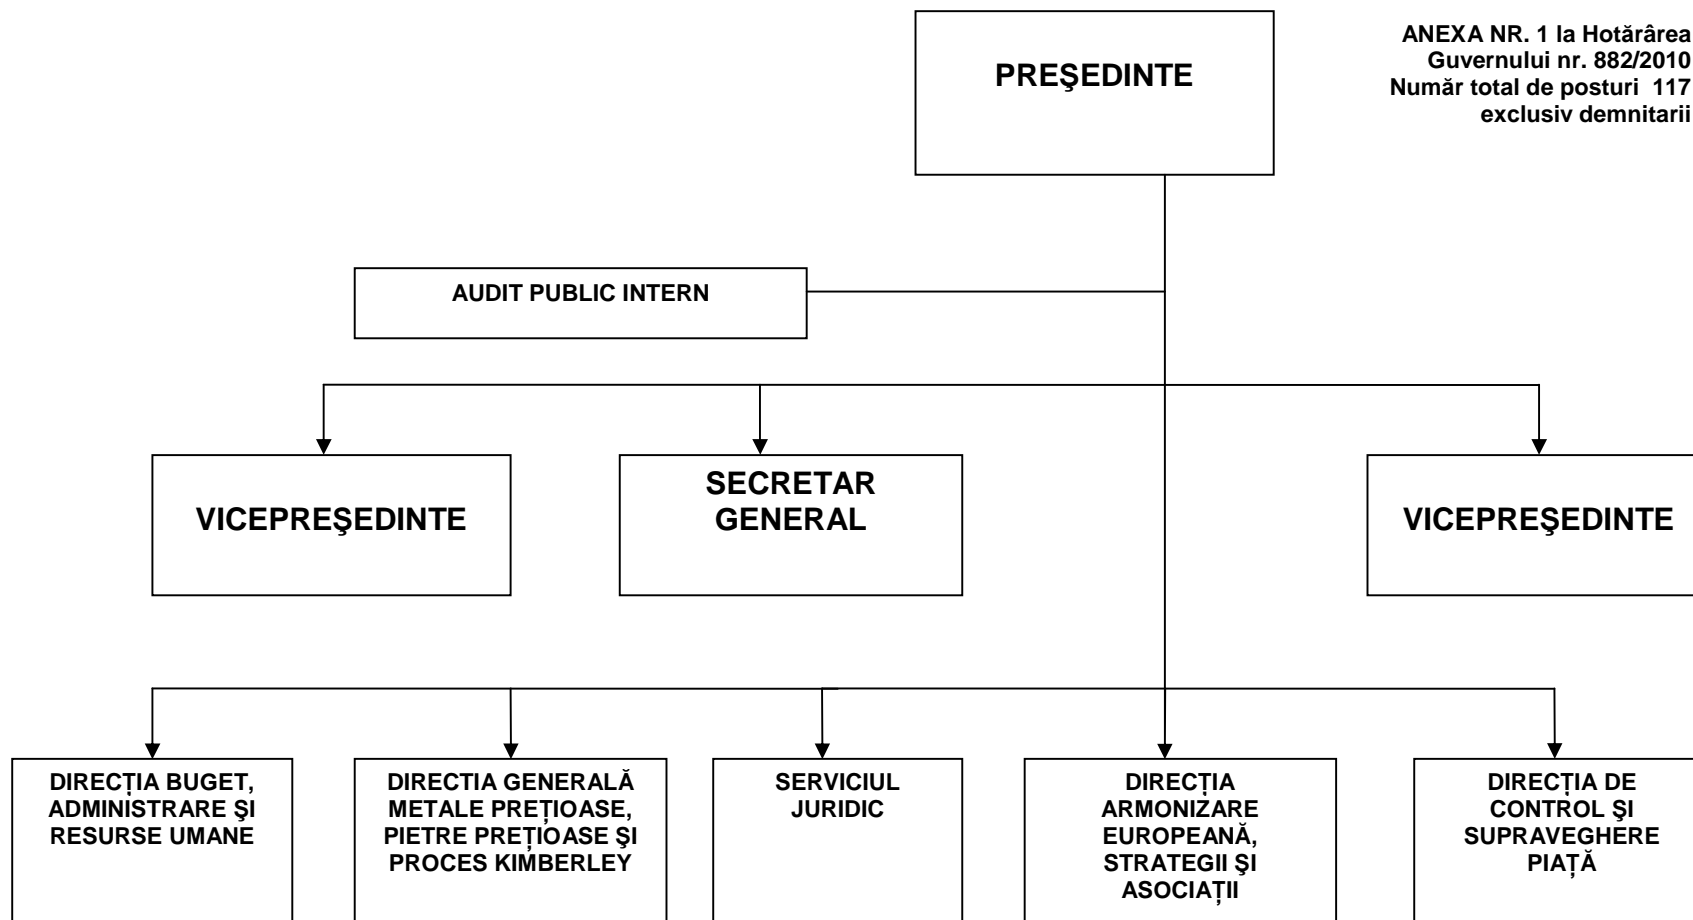 ANEXA NR. 1 la Hotărârea
Guvernului nr. 882/2010
Număr total de posturi 117
exclusiv demnitarii
PREŞEDINTE
AUDIT PUBLIC INTERN
VICEPREŞEDINTE
SECRETAR
GENERAL
VICEPREŞEDINTE
DIRECȚIA BUGET,
ADMINISTRARE ŞI
RESURSE UMANE
DIRECTIA GENERALĂ
METALE PREȚIOASE,
PIETRE PREȚIOASE ŞI
PROCES KIMBERLEY
SERVICIUL
JURIDIC
DIRECȚIA
ARMONIZARE
EUROPEANĂ,
STRATEGII ŞI
ASOCIAȚII
DIRECȚIA DE
CONTROL ŞI
SUPRAVEGHERE
PIAȚĂ